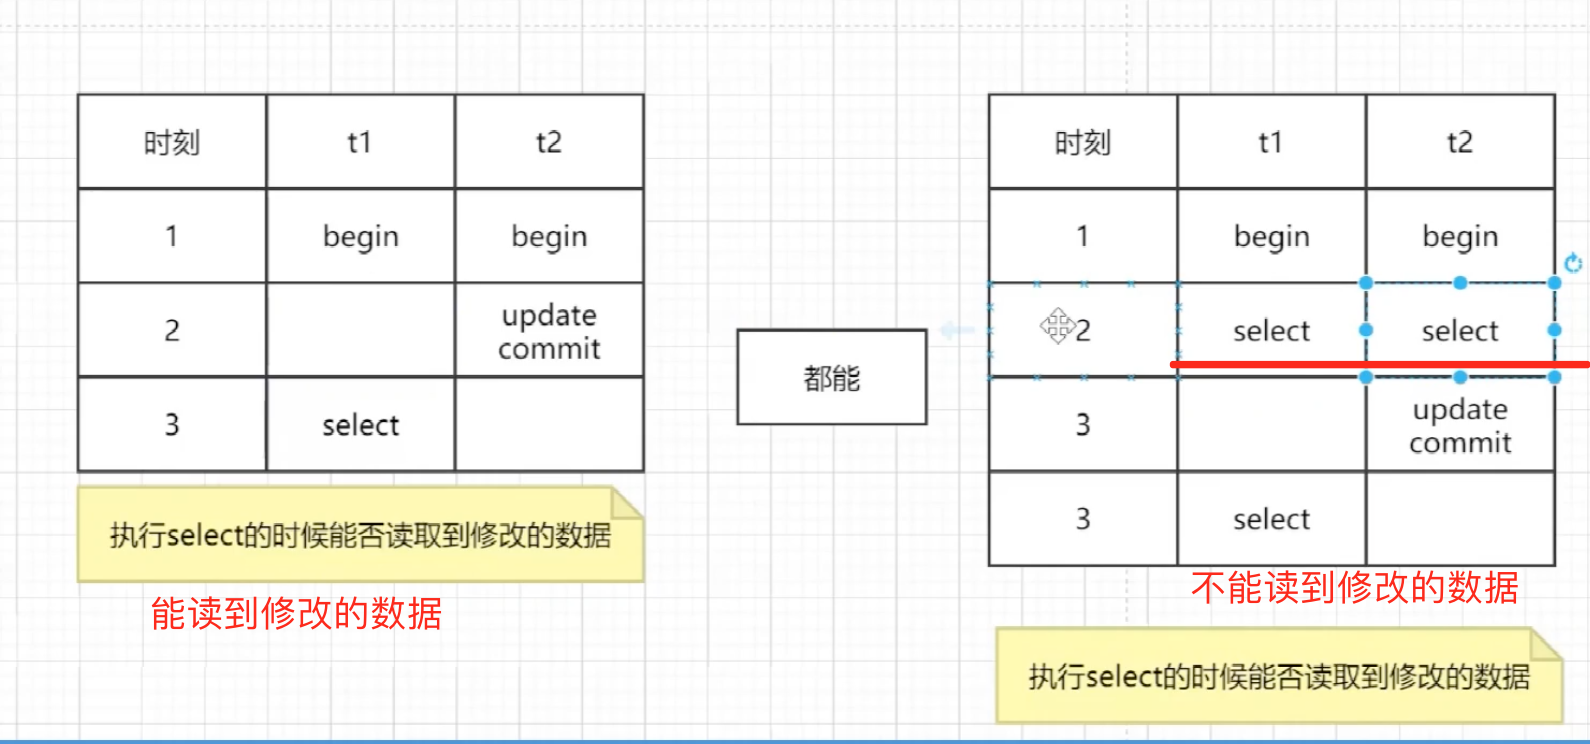 时刻 t1 t2
1 begin begin
2 update
commit
3 select
执行select的时候能否读取到修改的数据
能读到修改的数据
都能
时刻 t1 t2
1 begin begin
2 select select
3 update
commit
3 select
不能读到修改的数据
执行select的时候能否读取到修改的数据